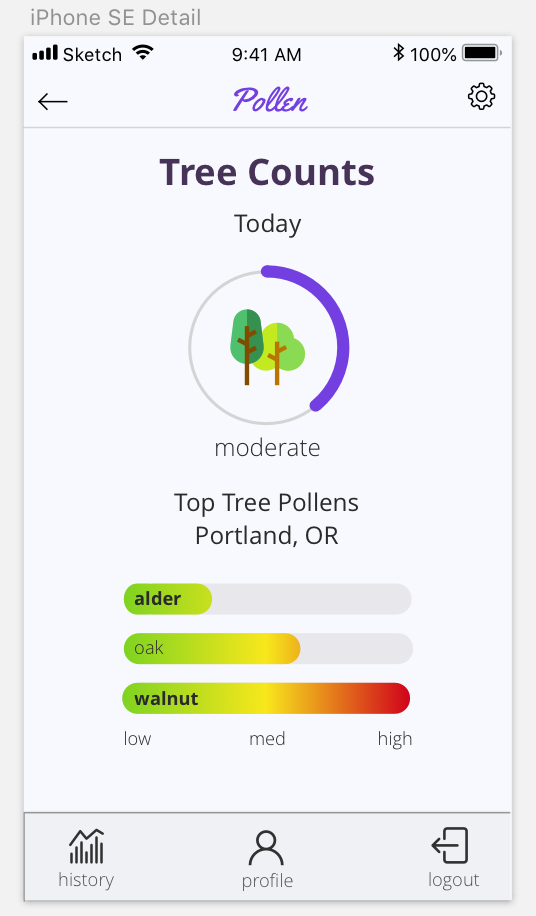 iPhone SE Detail
Sketch 9:41 AM 100%
Pollen
Tree Counts
Today
moderate
Top Tree Pollens
Portland, OR
alder
oak
walnut
low med high
history profile logout